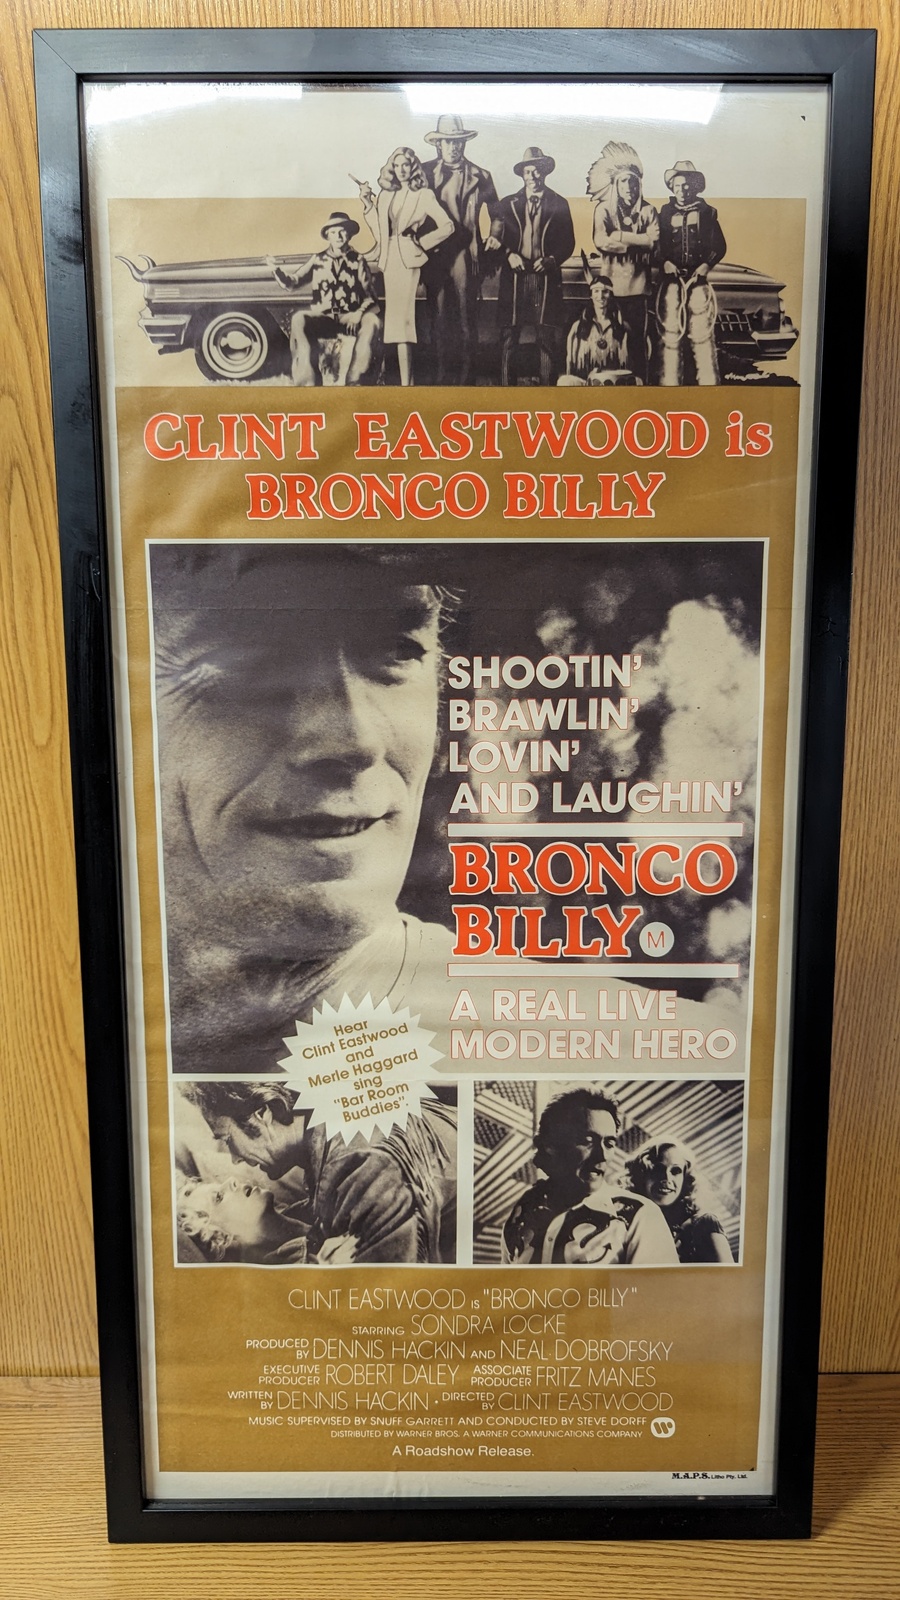 CLINT EASTWOOD is
BRONCO BILLY
SHOOTIN'
BRAWLIN'
LOVIN'
AND LAUGHIN'
BRONCO
BILLY M
A REAL LIVE
MODERN HERO
Hear
Clint Eastwood
and
Merle Haggard
sing
"Bar Room
Buddies".
CLINT EASTWOOD IS "BRONCO BILLY"
STARRING SONDRA LOCKE
PRODUCED BY DENNIS HACKIN AND NEAL DOBROFSKY
EXECUTIVE PRODUCER ROBERT DALEY ASSOCIATE PRODUCER FRITZ MANES
WRITTEN BY DENNIS HACKIN • DIRECTED BY CLINT EASTWOOD
MUSIC SUPERVISED BY SNUFF GARRETT AND CONDUCTED BY STEVE DORFF
DISTRIBUTED BY WARNER BROS. A WARNER COMMUNICATIONS COMPANY
A Roadshow Release.
M.A.P.S. Litho Pty. Ltd.